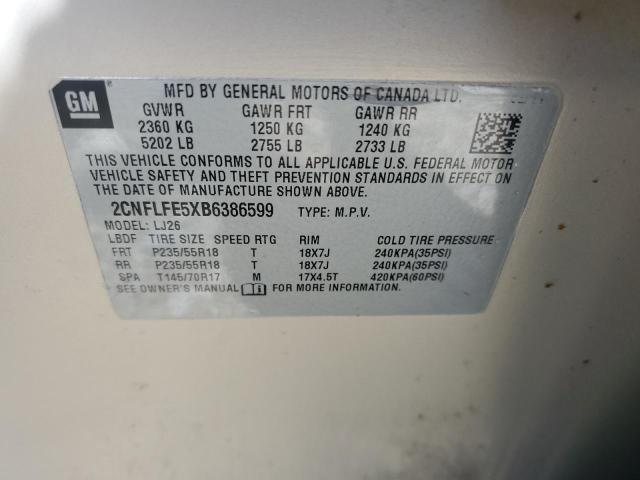 GM
MFD BY GENERAL MOTORS OF CANADA LTD.
GVWR GAWR FRT GAWR RR
2360 KG 1250 KG 1240 KG
5202 LB 2755 LB 2733 LB
THIS VEHICLE CONFORMS TO ALL APPLICABLE U.S. FEDERAL MOTOR
VEHICLE SAFETY AND THEFT PREVENTION STANDARDS IN EFFECT ON
THE DATE OF MANUFACTURE SHOWN ABOVE.
2CNFLFE5XB6386599 TYPE: M.P.V.
MODEL: LJ26
LBDF TIRE SIZE SPEED RTG RIM
FRT P235/55R18 T 18X7J 240KPA(35PSI)
RR P235/55R18 T 18X7J 240KPA(35PSI)
SPA T145/70R17 M 17X4.5T 420KPA(60PSI)
SEE OWNER'S MANUAL FOR MORE INFORMATION.